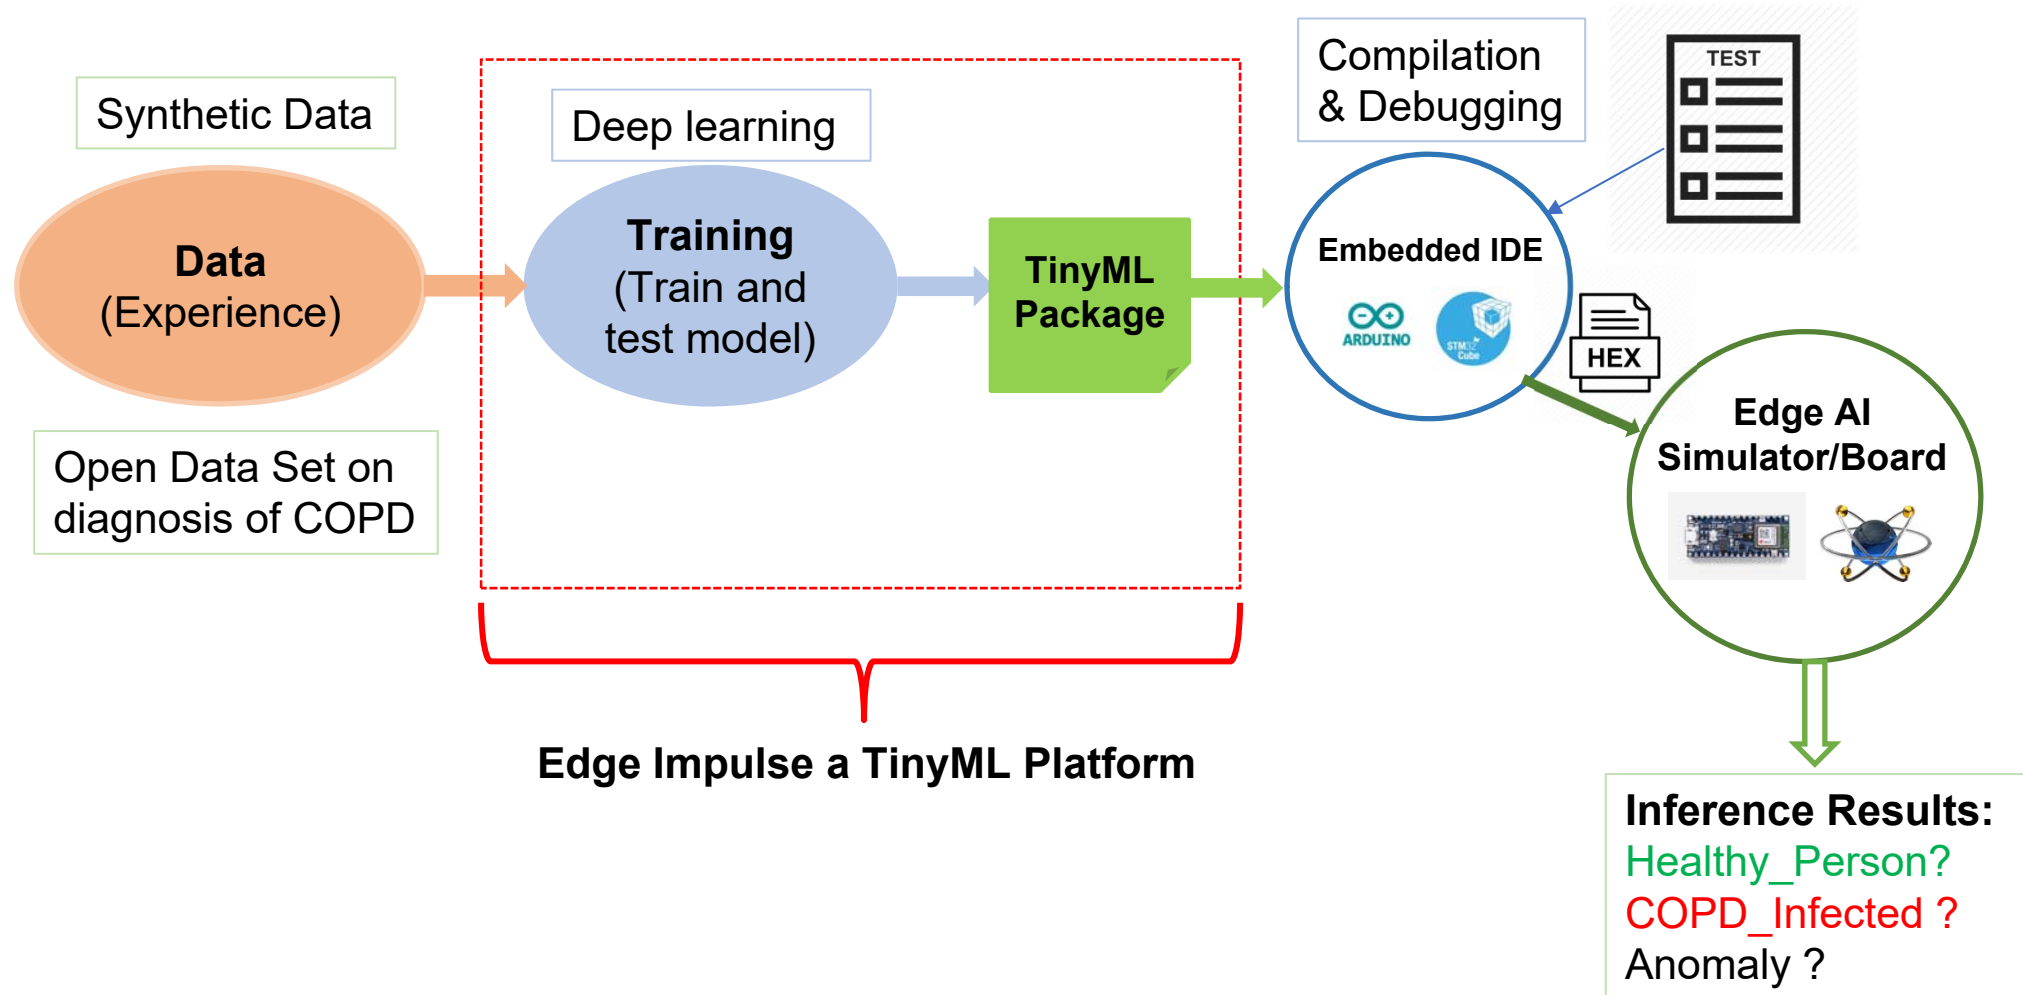 Synthetic Data
Data
(Experience)
Open Data Set on
diagnosis of COPD
Deep learning
Training
(Train and
test model)
TinyML
Package
Edge Impulse a TinyML Platform
Compilation
& Debugging
TEST
Embedded IDE
ARDUINO
STM32
Cube
HEX
Edge AI
Simulator/Board
Inference Results:
Healthy_Person?
COPD_Infected ?
Anomaly ?